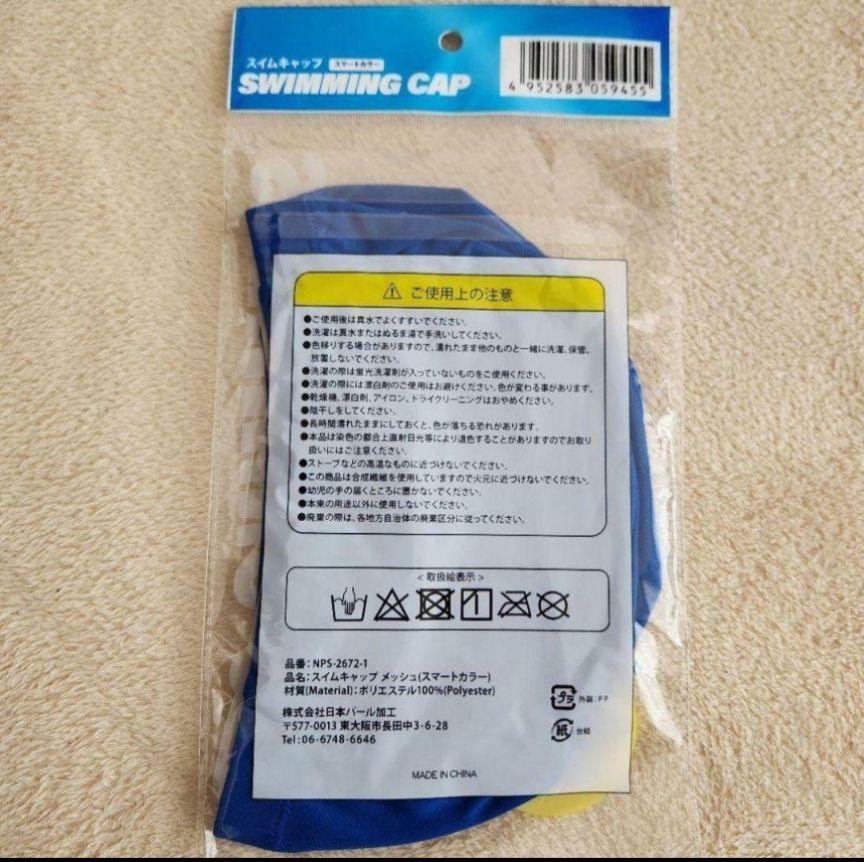 スイムキャップ スマートカラー
SWIMMING CAP
4 952583 059455
ご使用上の注意
●ご使用後は真水でよくすすいでください。
●洗濯は真水またはぬるま湯で手洗いしてください。
●色移りする場合がありますので、濡れたまま他のものと一緒に洗濯、保管、
放置しないでください。
●洗濯の際は蛍光洗濯剤が入っていないものをご使用ください。
●洗濯の際には漂白剤のご使用はお避けください、色が変わる事があります。
●乾燥機、漂白剤、アイロン、ドライクリーニングはおやめください。
●陰干しをしてください。
●長時間濡れたままにしておくと、色が落ちる恐れがあります。
●本品は染色の都合上直射日光等により退色することがありますのでお取り
扱いにはご注意ください。
●ストーブなどの高温なものに近づけないでください。
●この商品は合成繊維を使用していますので火元に近づけないでください。
●幼児の手の届くところに置かないでください。
●本来の用途以外に使用しないでください。
●廃棄の際は、各地方自治体の廃棄区分に従ってください。
＜取扱絵表示＞
品番：NPS-2672-1
品名：スイムキャップ メッシュ(スマートカラー)
材質(Material)：ポリエステル100%(Polyester)
プラ 外装：PP
株式会社日本パール加工
〒577-0013 東大阪市長田中3-6-28
紙 台紙
Tel：06-6748-6646
MADE IN CHINA